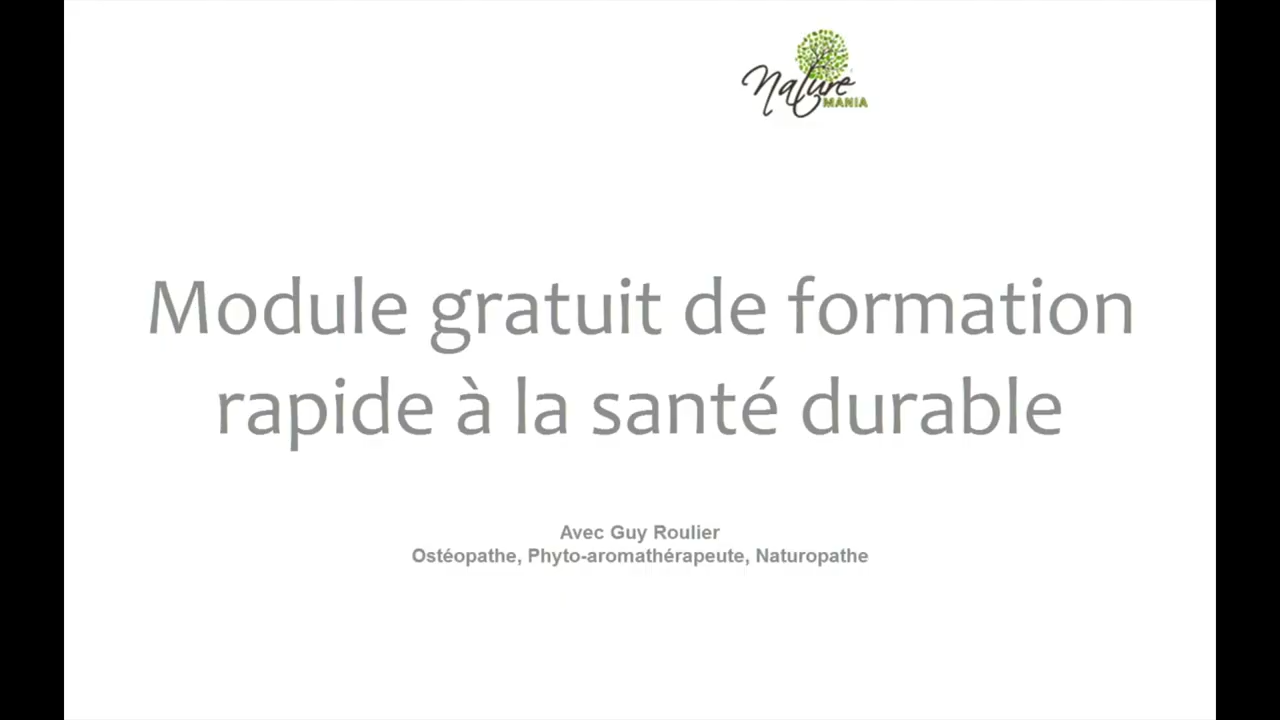 Nature
MANIA
Module gratuit de formation
rapide à la santé durable
Avec Guy Roulier
Ostéopathe, Phyto-aromathérapeute, Naturopathe